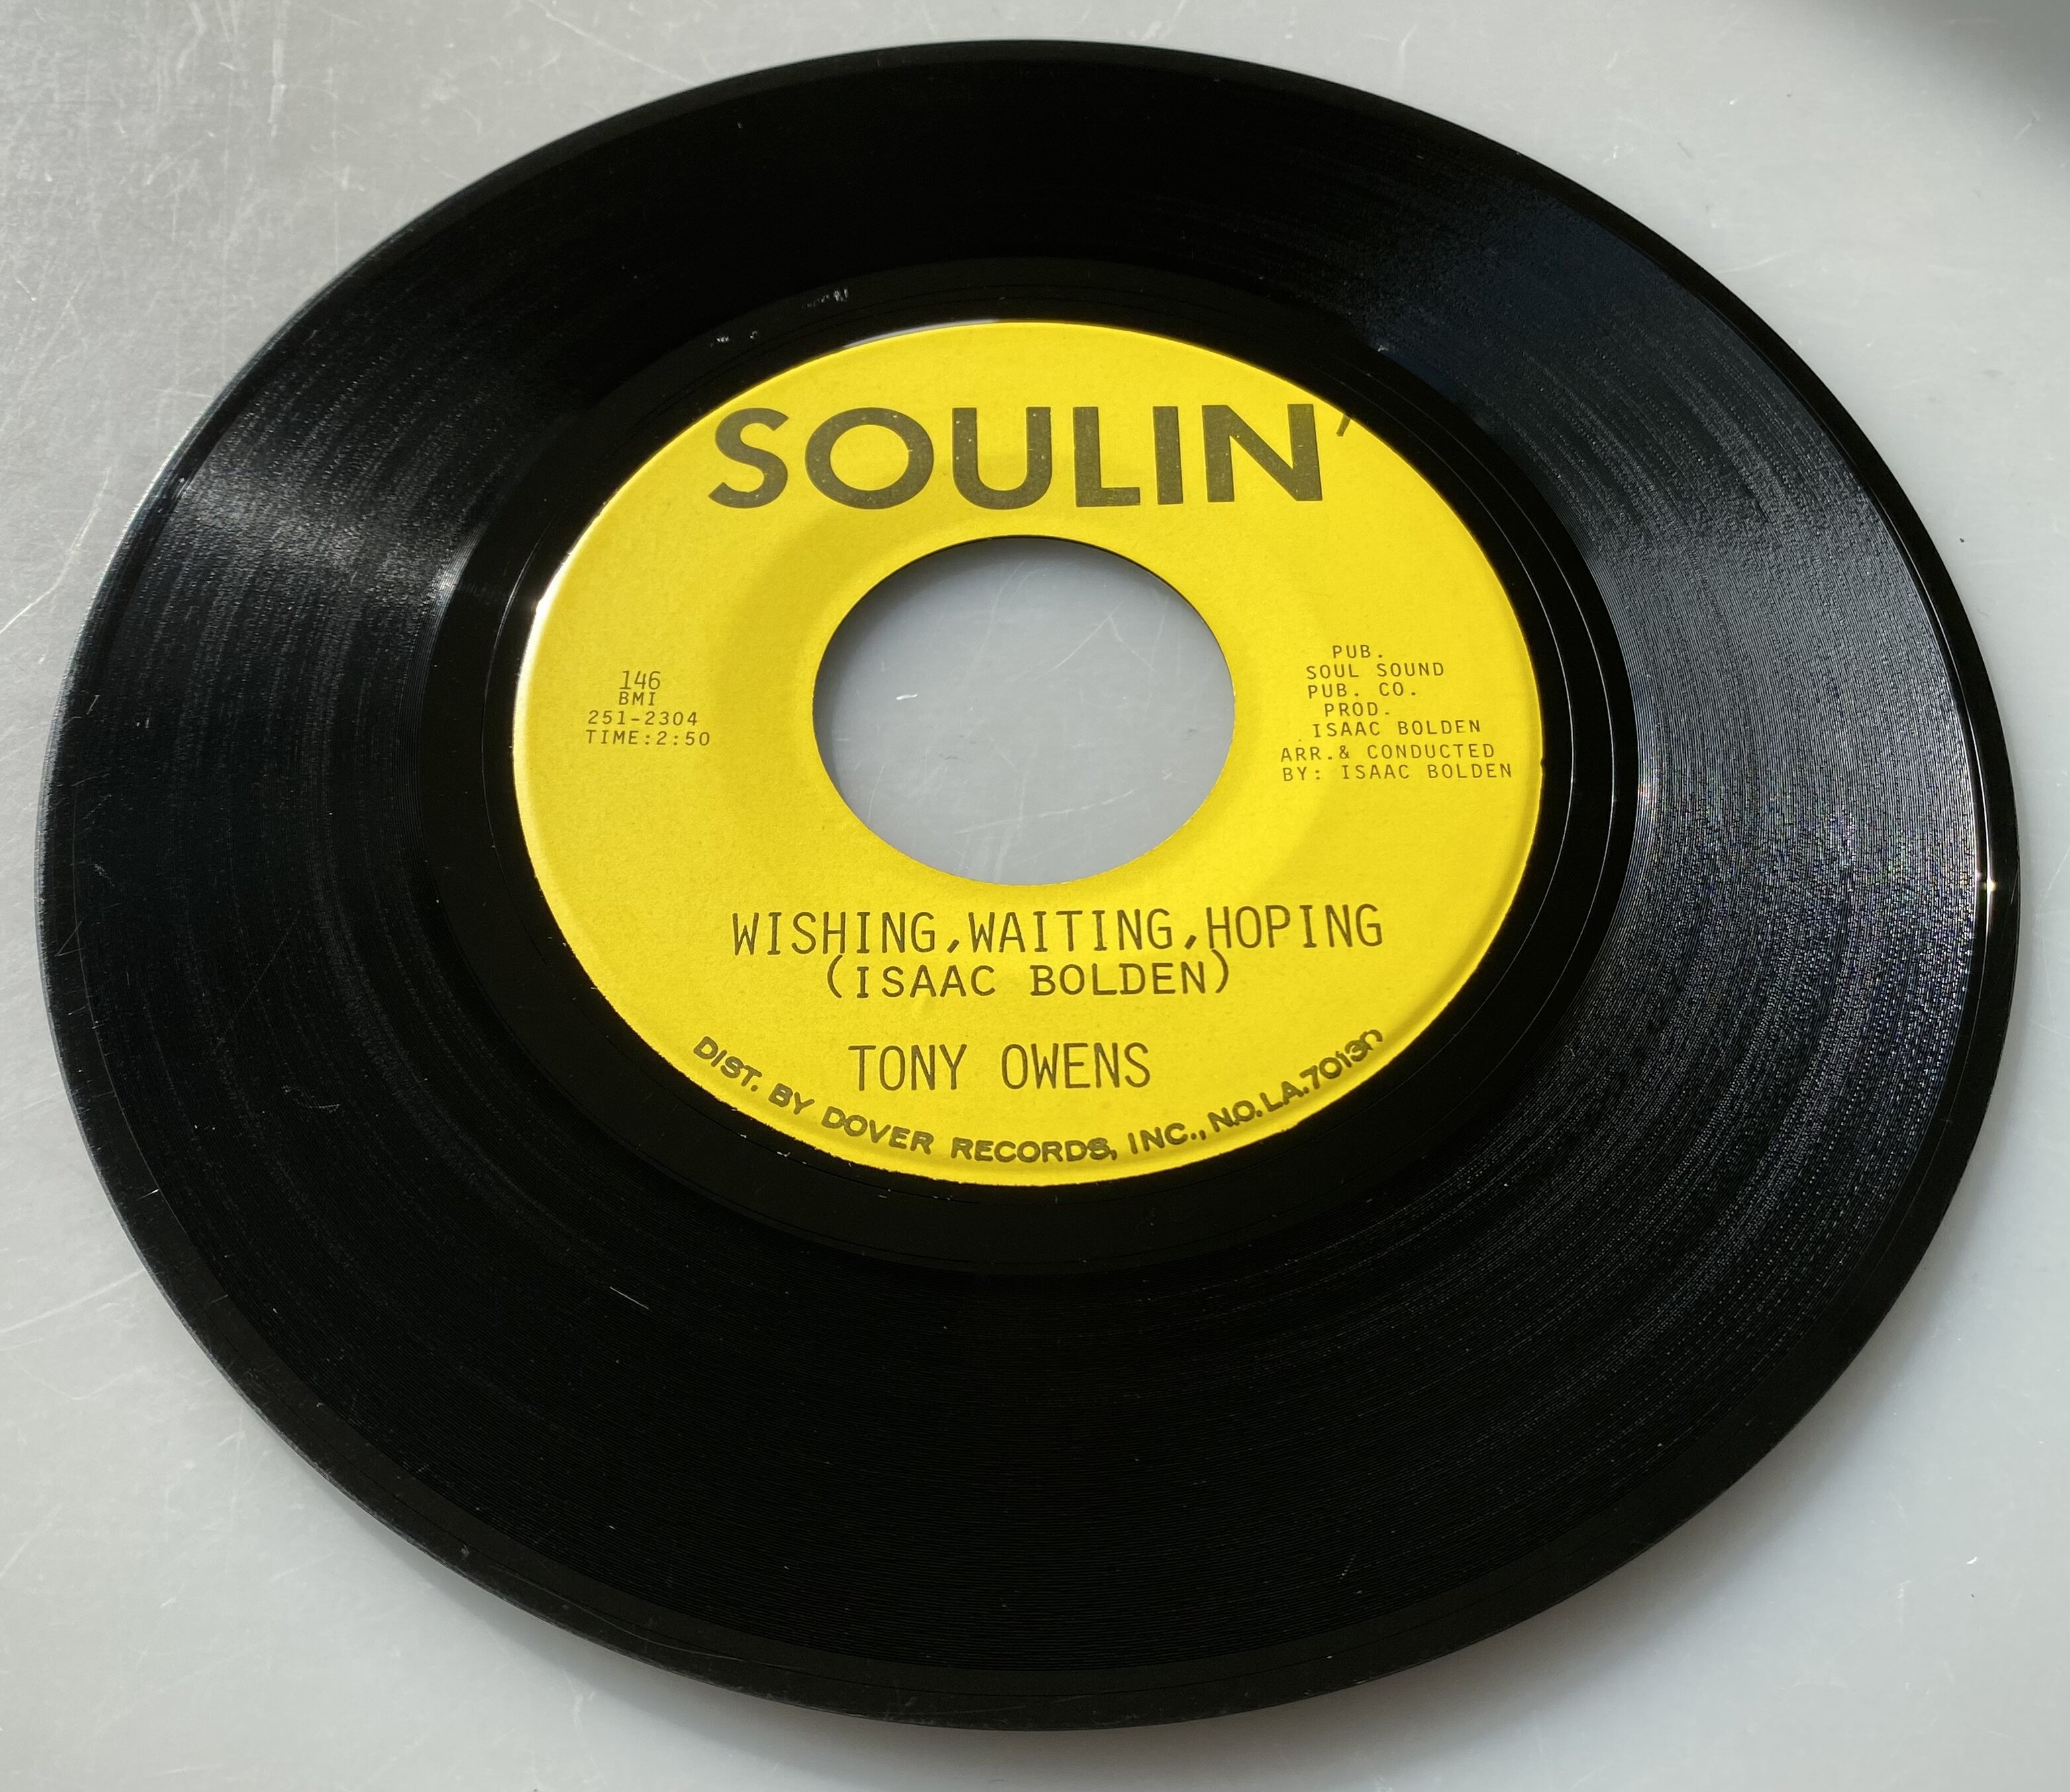 SOULIN'
146
BMI
251-2304
TIME:2:50
PUB.
SOUL SOUND
PUB. CO.
PROD.
ISAAC BOLDEN
ARR.& CONDUCTED
BY: ISAAC BOLDEN
WISHING,WAITING,HOPING
(ISAAC BOLDEN)
TONY OWENS
DIST. BY DOVER RECORDS, INC., N.O. LA. 70130